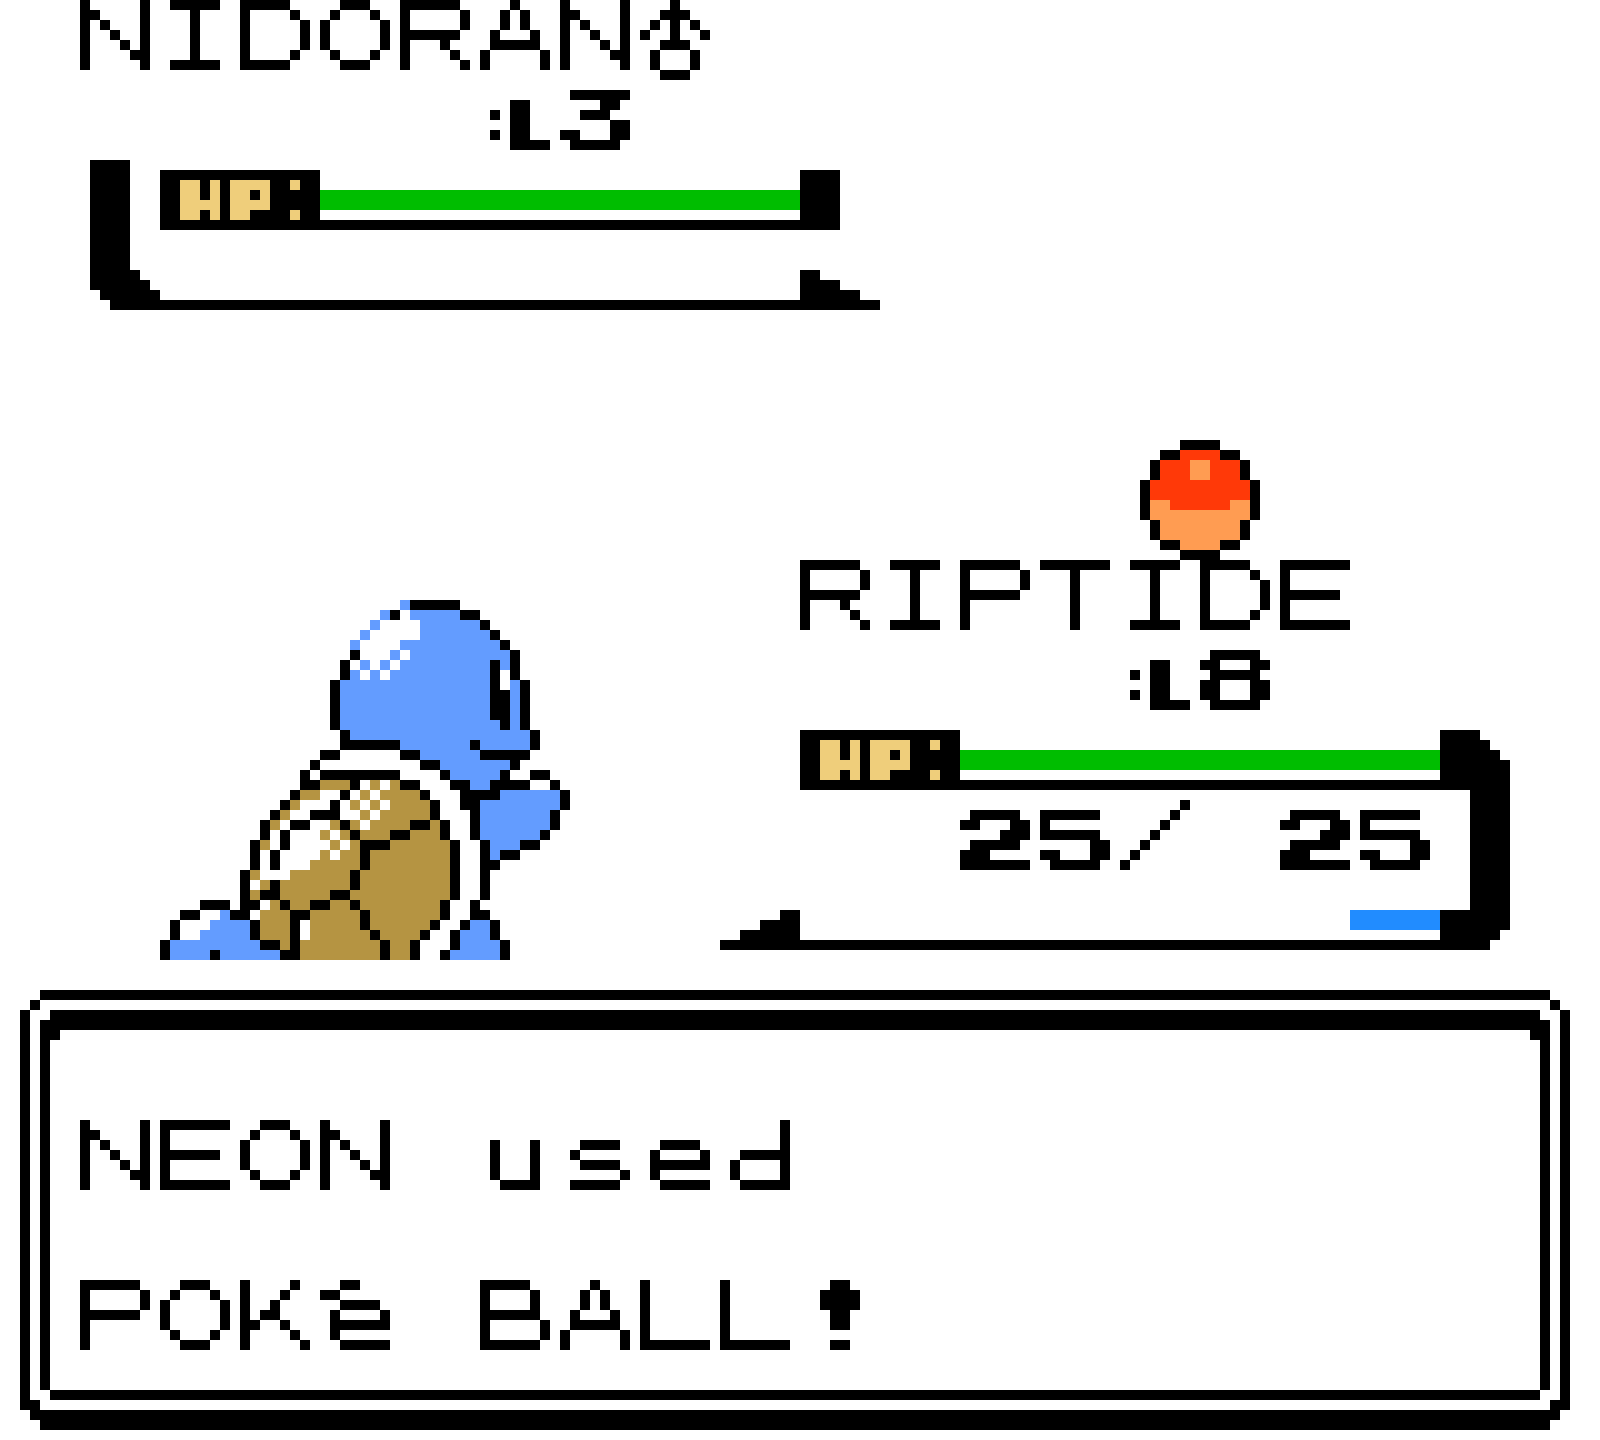 NIDORAN♂
:L3
HP:
RIPTIDE
:L8
HP:
25/ 25
NEON used
POKé BALL!